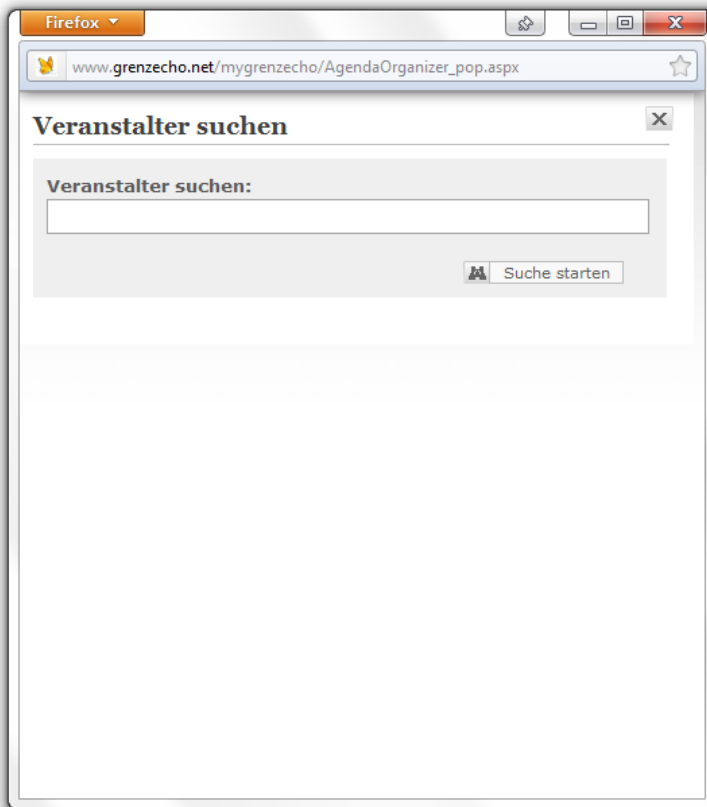 Firefox
www.grenzecho.net/mygrenzecho/AgendaOrganizer_pop.aspx
Veranstalter suchen
Veranstalter suchen:
Suche starten